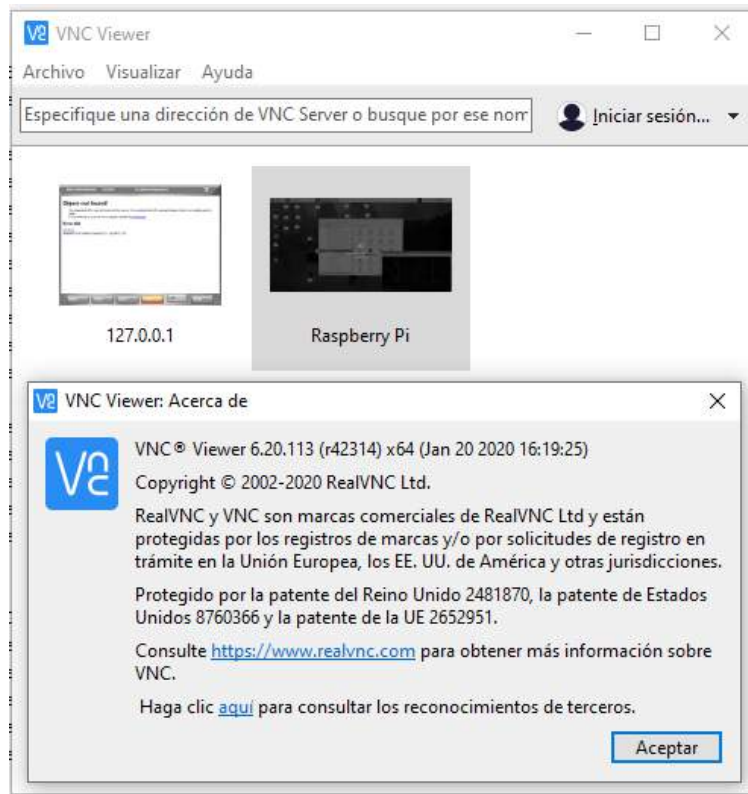 VNC Viewer
Archivo Visualizar Ayuda
Especifique una dirección de VNC Server o busque por ese nom
Iniciar sesión...
127.0.0.1
Raspberry Pi
VNC Viewer: Acerca de
VNC® Viewer 6.20.113 (r42314) x64 (Jan 20 2020 16:19:25)
Copyright © 2002-2020 RealVNC Ltd.
RealVNC y VNC son marcas comerciales de RealVNC Ltd y están
protegidas por los registros de marcas y/o por solicitudes de registro en
trámite en la Unión Europea, los EE. UU. de América y otras jurisdicciones.
Protegido por la patente del Reino Unido 2481870, la patente de Estados
Unidos 8760366 y la patente de la UE 2652951.
Consulte https://www.realvnc.com para obtener más información sobre
VNC.
Haga clic aquí para consultar los reconocimientos de terceros.
Aceptar